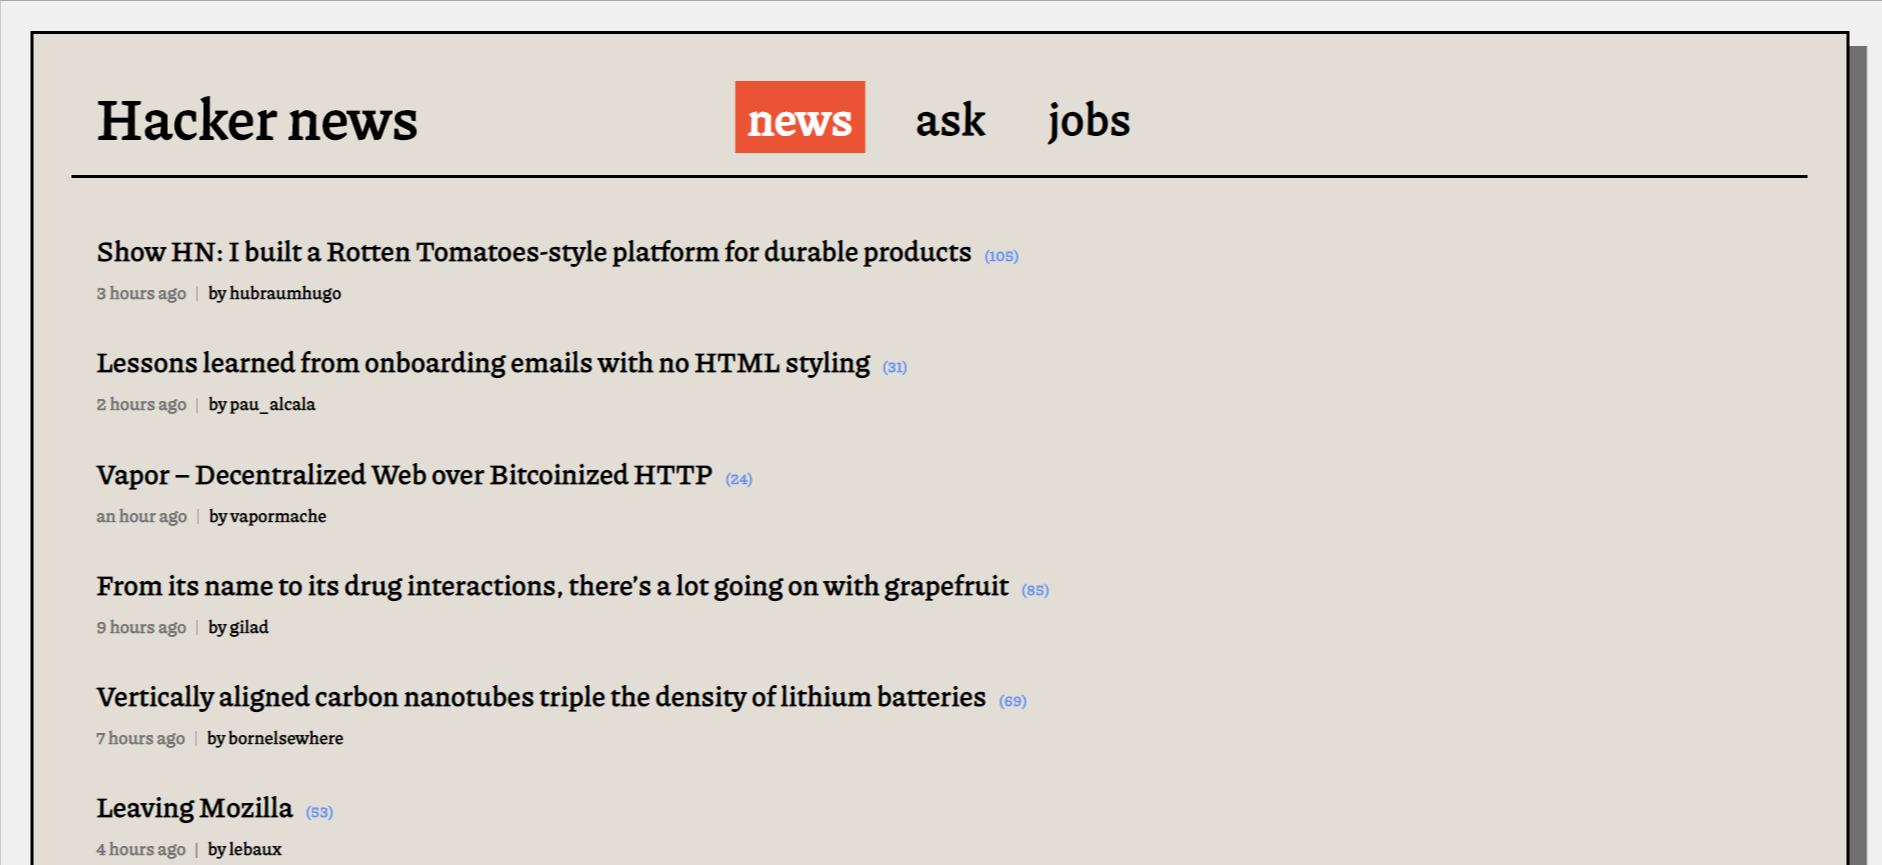 Hacker news news ask jobs
Show HN: I built a Rotten Tomatoes-style platform for durable products (105)
3 hours ago | by hubraumhugo
Lessons learned from onboarding emails with no HTML styling (31)
2 hours ago | by pau_alcala
Vapor – Decentralized Web over Bitcoinized HTTP (24)
an hour ago | by vapormache
From its name to its drug interactions, there’s a lot going on with grapefruit (85)
9 hours ago | by gilad
Vertically aligned carbon nanotubes triple the density of lithium batteries (69)
7 hours ago | by bornelsewhere
Leaving Mozilla (53)
4 hours ago | by lebaux